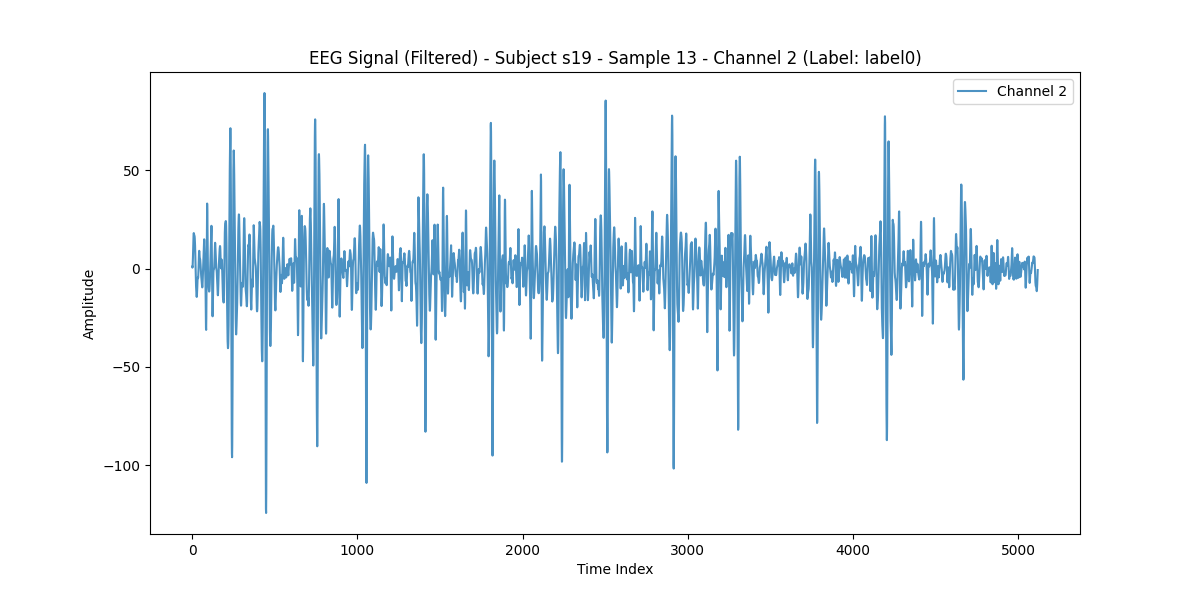 EEG Signal (Filtered) - Subject s19 - Sample 13 - Channel 2 (Label: label0)
Channel 2
50
0
−50
−100
Amplitude
0 1000 2000 3000 4000 5000
Time Index